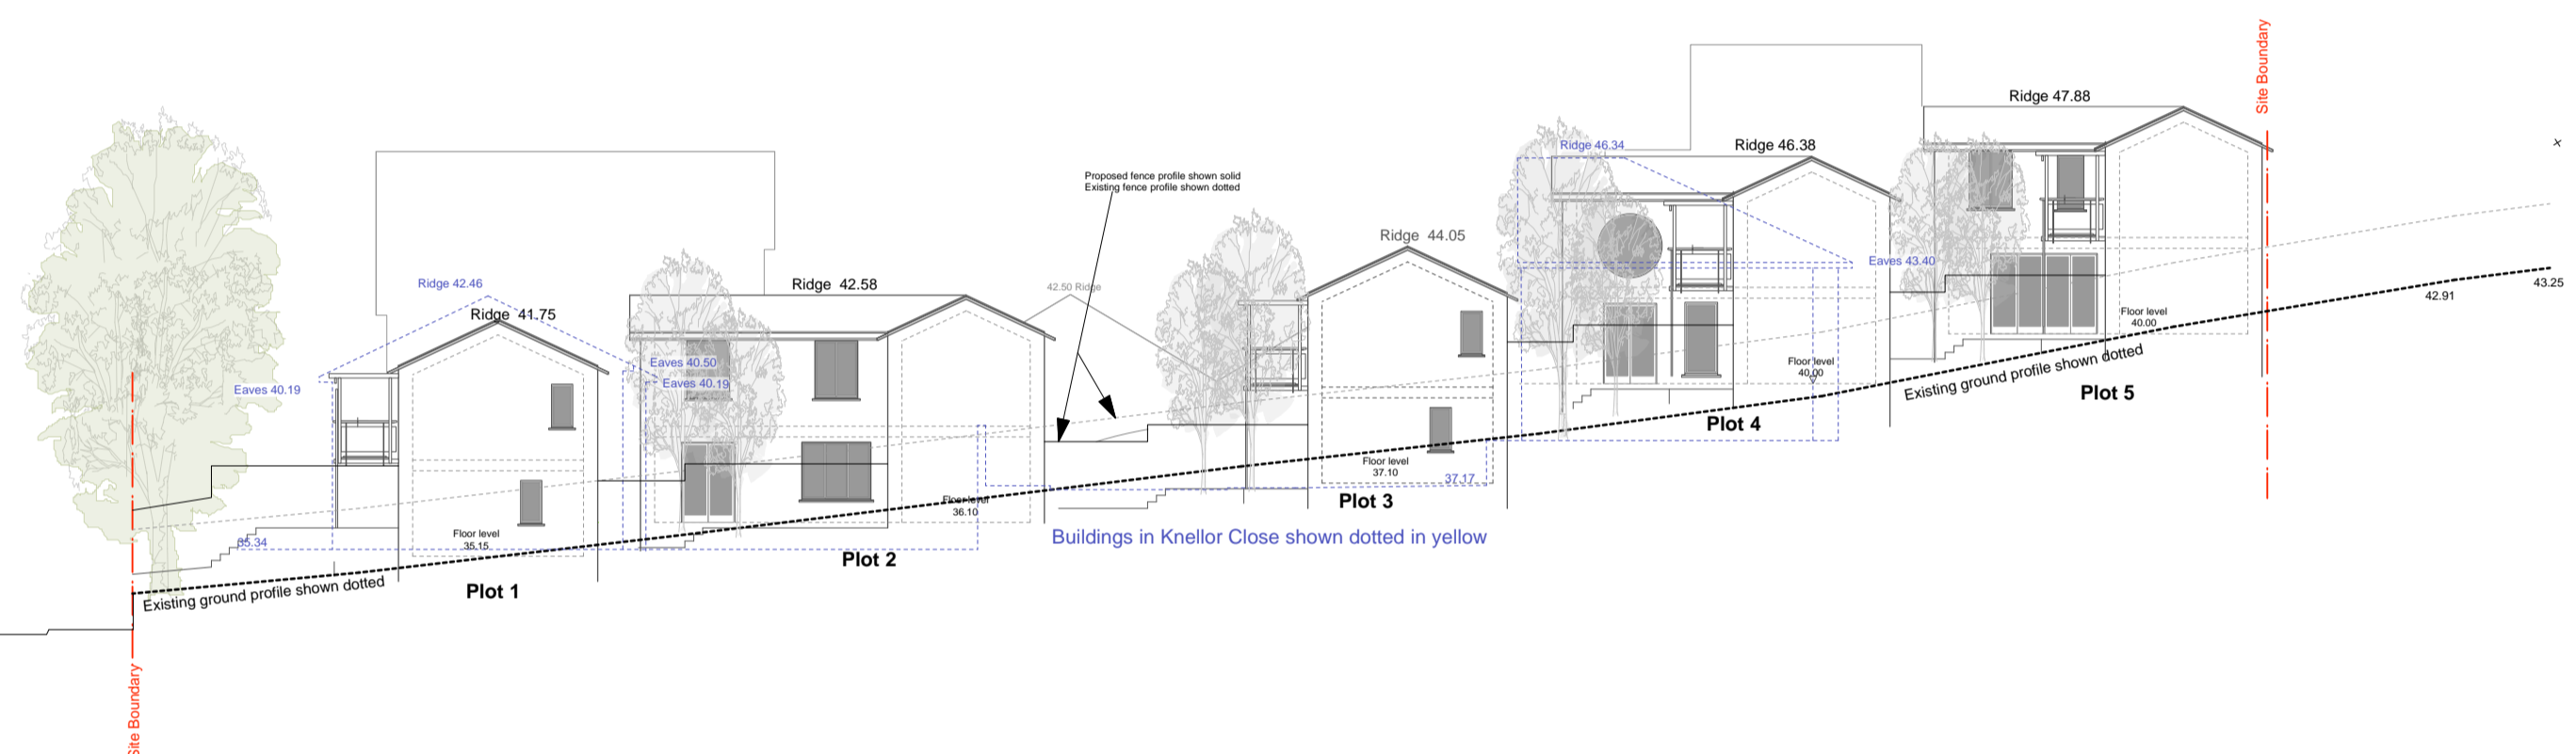 Site Boundary
Ridge 47.88
Ridge 46.34
Ridge 46.38
Proposed fence profile shown solid
Existing fence profile shown dotted
Ridge 44.05
Eaves 43.40
Ridge 42.46
Ridge 42.58
42.50 Ridge
43.25
42.91
Ridge 41.75
Floor level
40.00
Eaves 40.50
Eaves 40.19
Eaves 40.19
Floor level
40.00
Existing ground profile shown dotted
Plot 5
Plot 4
Floor level
37.10
37.17
Plot 3
Floor level
36.10
Buildings in Knellor Close shown dotted in yellow
Floor level
35.15
35.34
Plot 2
Plot 1
Existing ground profile shown dotted
Site Boundary